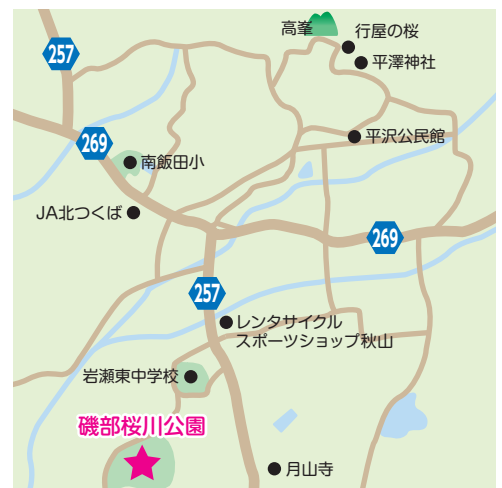 高峯
行屋の桜
平澤神社
257
269
南飯田小
平沢公民館
JA北つくば
269
257
レンタサイクル
スポーツショップ秋山
岩瀬東中学校
磯部桜川公園
月山寺